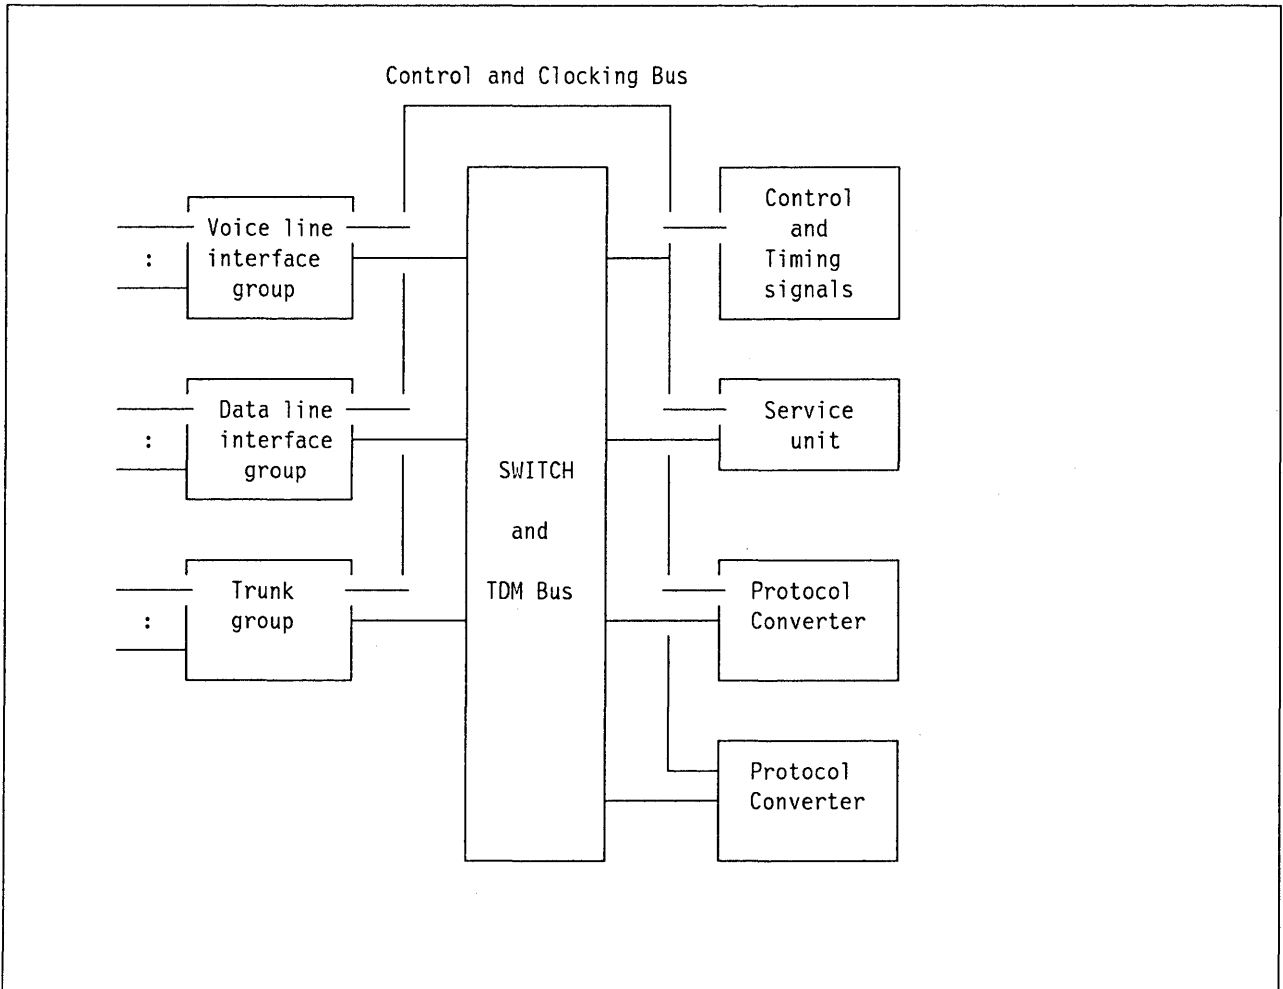 Control and Clocking Bus
Voice line
interface
group
:
Data line
interface
group
:
Trunk
group
:
SWITCH
and
TDM Bus
Control
and
Timing
signals
Service
unit
Protocol
Converter
Protocol
Converter